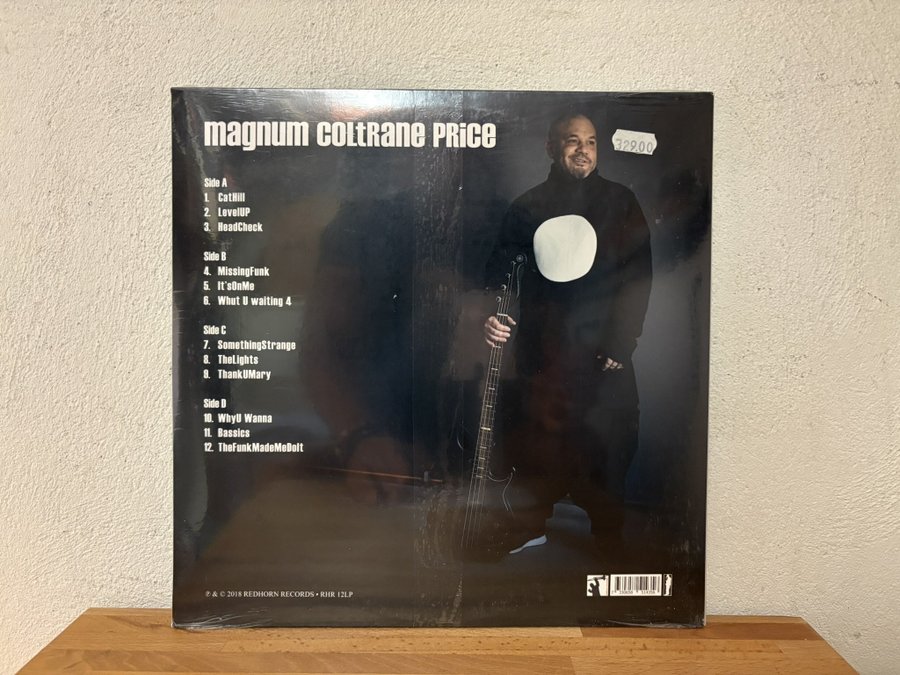 magnum coltrane price
329.00
Side A
1. CatHill
2. LevelUP
3. HeadCheck
Side B
4. MissingFunk
5. It'sOnMe
6. Whut U waiting 4
Side C
7. SomethingStrange
8. TheLights
9. ThankUMary
Side D
10. WhyU Wanna
11. Bassics
12. TheFunkMadeMeDoIt
℗ & © 2018 REDHORN RECORDS • RHR 12LP